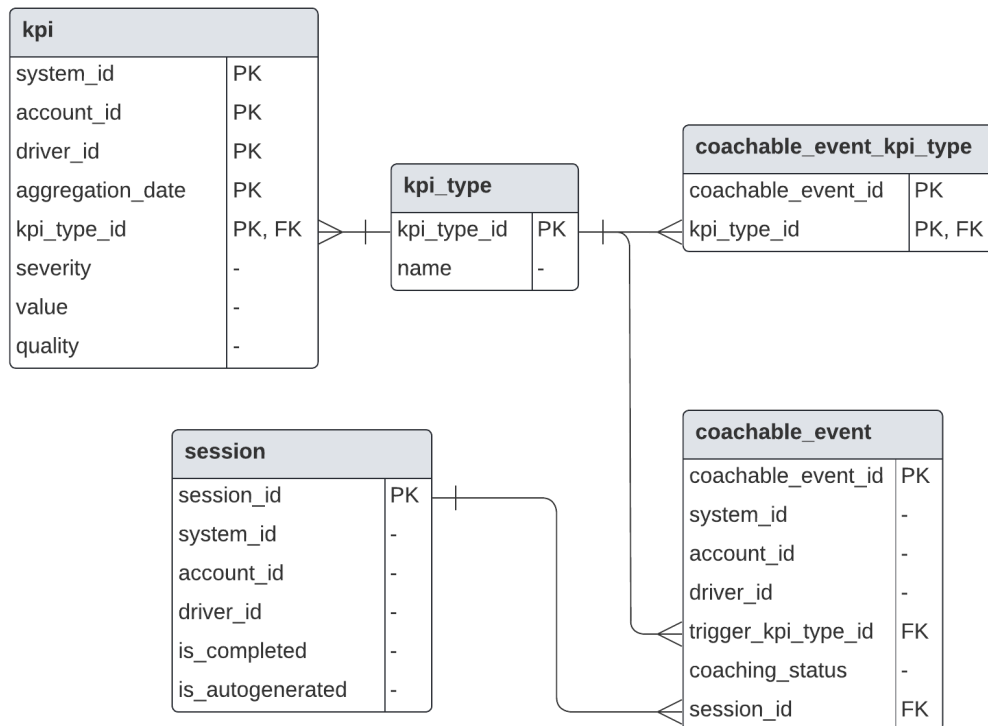 kpi
system_id PK
account_id PK
driver_id PK
aggregation_date PK
kpi_type_id PK, FK
severity -
value -
quality -
kpi_type
kpi_type_id PK
name -
coachable_event_kpi_type
coachable_event_id PK
kpi_type_id PK, FK
session
session_id PK
system_id -
account_id -
driver_id -
is_completed -
is_autogenerated -
coachable_event
coachable_event_id PK
system_id -
account_id -
driver_id -
trigger_kpi_type_id FK
coaching_status -
session_id FK